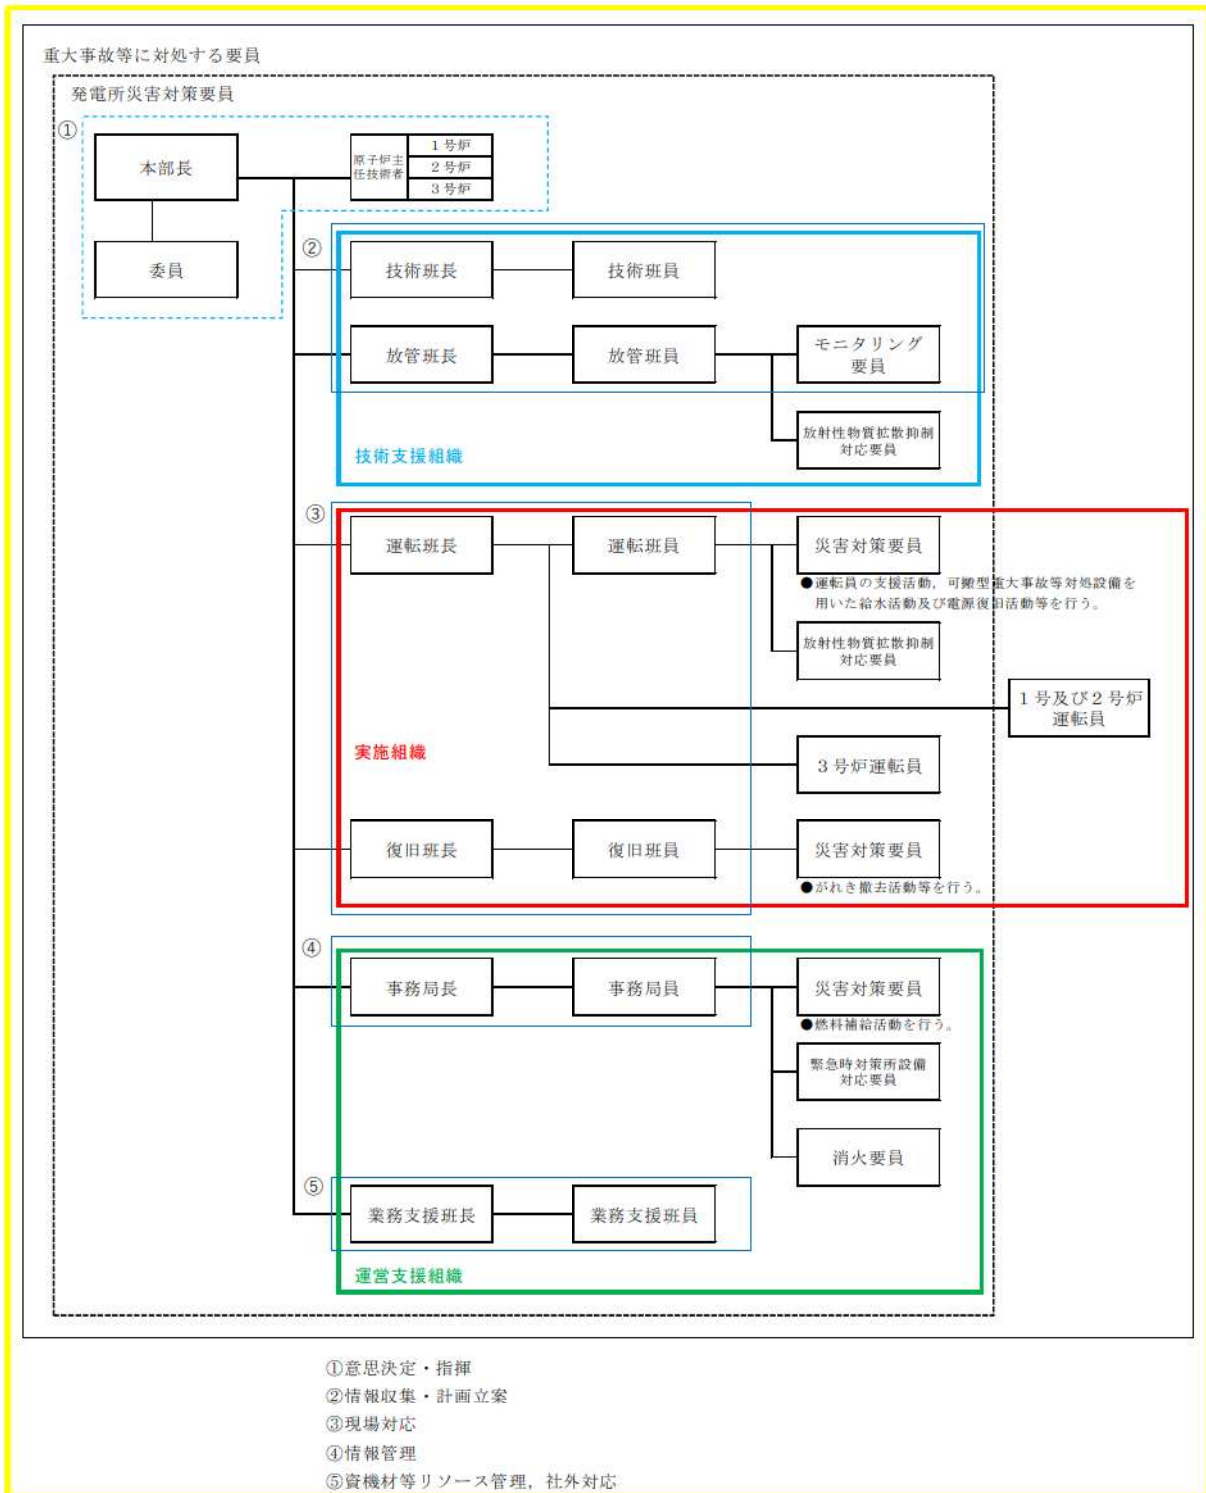 重大事故等に対処する要員
発電所災害対策要員
①
本部長
原子炉主
任技術者
1号炉
2号炉
3号炉
委員
②
技術班長
技術班員
放管班長
放管班員
モニタリング
要員
放射性物質拡散抑制
対応要員
技術支援組織
③
運転班長
運転班員
災害対策要員
●運転員の支援活動，可搬型重大事故等対処設備を
用いた給水活動及び電源復旧活動等を行う。
放射性物質拡散抑制
対応要員
1号及び2号炉
運転員
実施組織
3号炉運転員
復旧班長
復旧班員
災害対策要員
●がれき撤去活動等を行う。
④
事務局長
事務局員
災害対策要員
●燃料補給活動を行う。
緊急時対策所設備
対応要員
消火要員
⑤
業務支援班長
業務支援班員
運営支援組織
①意思決定・指揮
②情報収集・計画立案
③現場対応
④情報管理
⑤資機材等リソース管理，社外対応